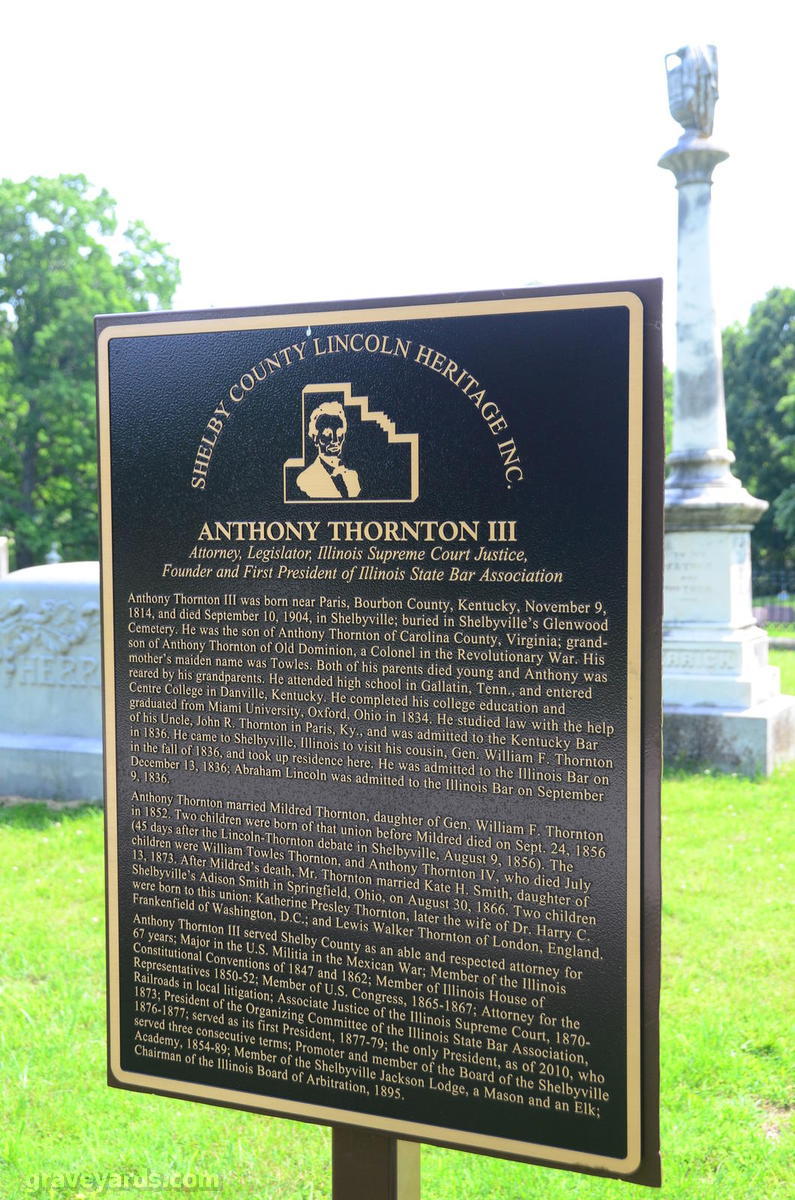 SHELBY COUNTY LINCOLN HERITAGE INC.
ANTHONY THORNTON III
Attorney, Legislator, Illinois Supreme Court Justice,
Founder and First President of Illinois State Bar Association
Anthony Thornton III was born near Paris, Bourbon County, Kentucky, November 9,
1814, and died September 10, 1904, in Shelbyville; buried in Shelbyville's Glenwood
Cemetery. He was the son of Anthony Thornton of Carolina County, Virginia; grand-
son of Anthony Thornton of Old Dominion, a Colonel in the Revolutionary War. His
mother's maiden name was Towles. Both of his parents died young and Anthony was
reared by his grandparents. He attended high school in Gallatin, Tenn., and entered
Centre College in Danville, Kentucky. He completed his college education and
graduated from Miami University, Oxford, Ohio in 1834. He studied law with the help
of his Uncle, John R. Thornton in Paris, Ky., and was admitted to the Kentucky Bar
in 1836. He came to Shelbyville, Illinois to visit his cousin, Gen. William F. Thornton
in the fall of 1836, and took up residence here. He was admitted to the Illinois Bar on
December 13, 1836; Abraham Lincoln was admitted to the Illinois Bar on September
9, 1836.
Anthony Thornton married Mildred Thornton, daughter of Gen. William F. Thornton
in 1852. Two children were born of that union before Mildred died on Sept. 24, 1856
(45 days after the Lincoln-Thornton debate in Shelbyville, August 9, 1856). The
children were William Towles Thornton, and Anthony Thornton IV, who died July
13, 1873. After Mildred's death, Mr. Thornton married Kate H. Smith, daughter of
Shelbyville's Adison Smith in Springfield, Ohio, on August 30, 1866. Two children
were born to this union: Katherine Presley Thornton, later the wife of Dr. Harry C.
Frankenfield of Washington, D.C.; and Lewis Walker Thornton of London, England.
Anthony Thornton III served Shelby County as an able and respected attorney for
67 years; Major in the U.S. Militia in the Mexican War; Member of the Illinois
Constitutional Conventions of 1847 and 1862; Member of Illinois House of
Representatives 1850-52; Member of U.S. Congress, 1865-1867; Attorney for the
Railroads in local litigation; Associate Justice of the Illinois Supreme Court, 1870-
1873; President of the Organizing Committee of the Illinois State Bar Association,
1876-1877; served as its first President, 1877-79; the only President, as of 2010, who
served three consecutive terms; Promoter and member of the Board of the Shelbyville
Academy, 1854-89; Member of the Shelbyville Jackson Lodge, a Mason and an Elk;
Chairman of the Illinois Board of Arbitration, 1895.
graveyards.com